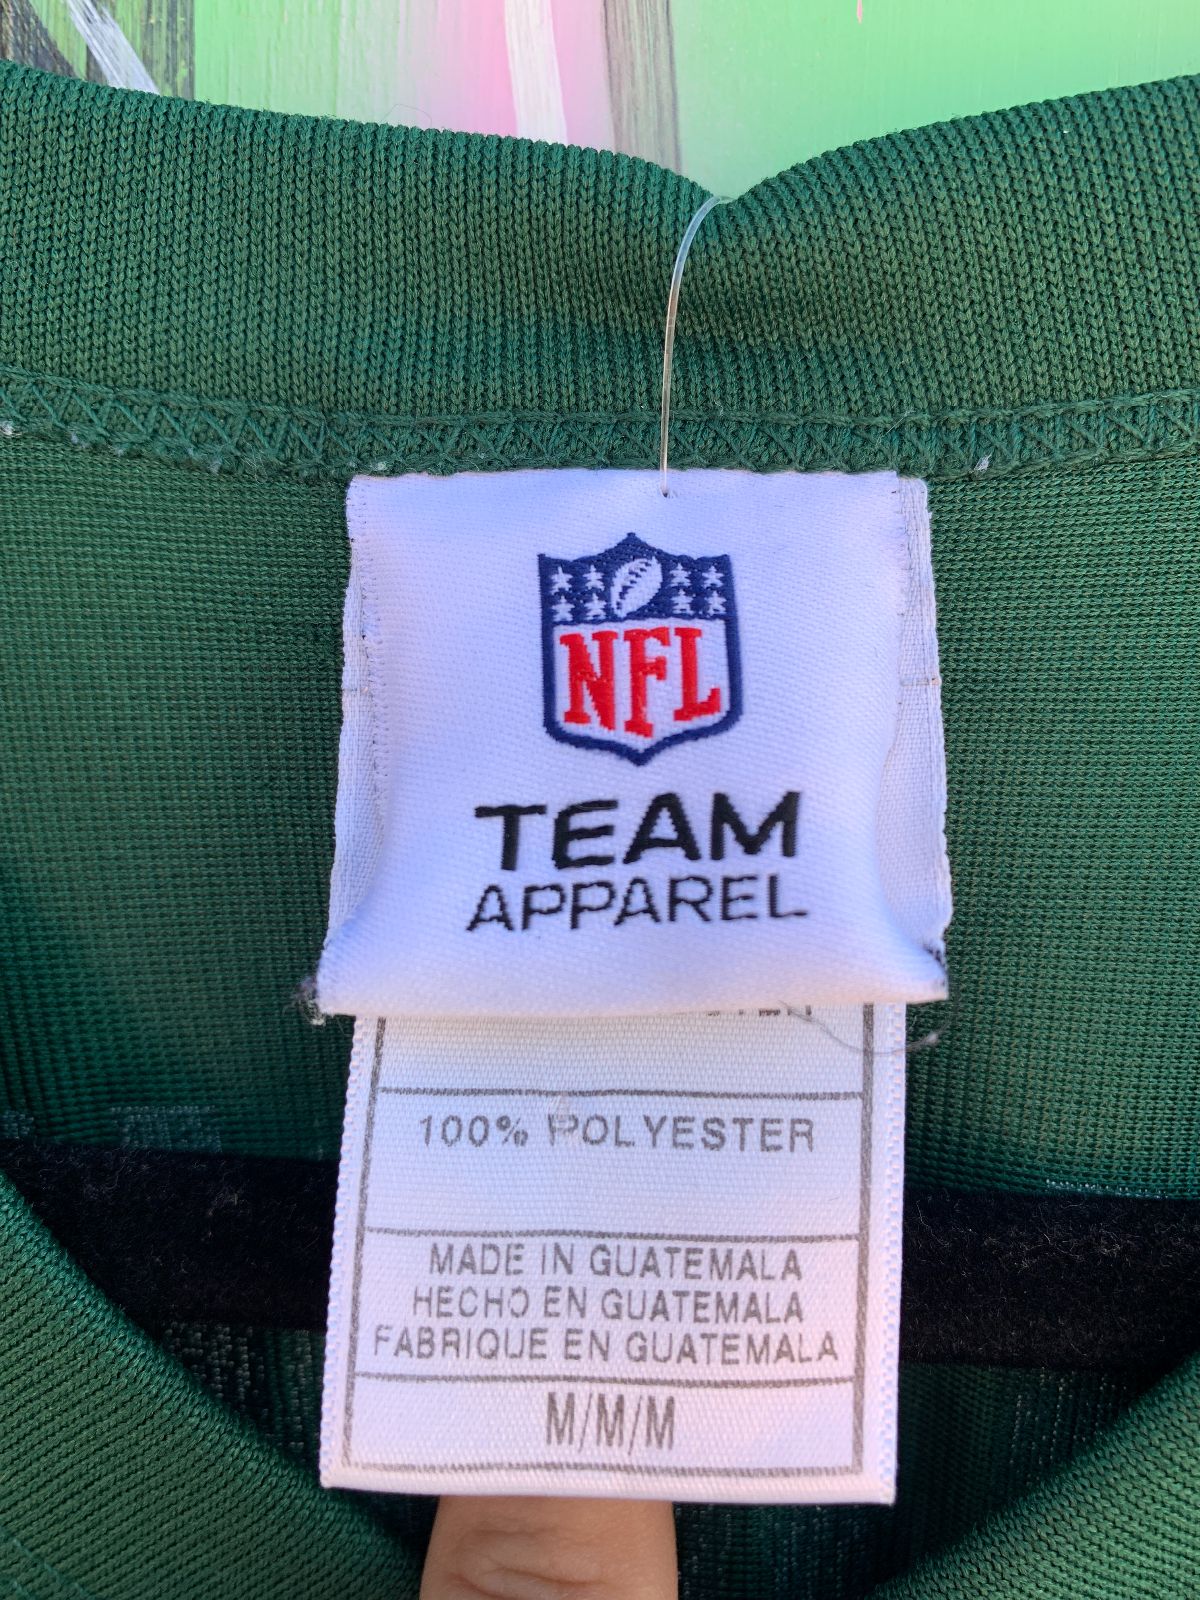 NFL
TEAM
APPAREL
100% POLYESTER
MADE IN GUATEMALA
HECHO EN GUATEMALA
FABRIQUE EN GUATEMALA
M/M/M